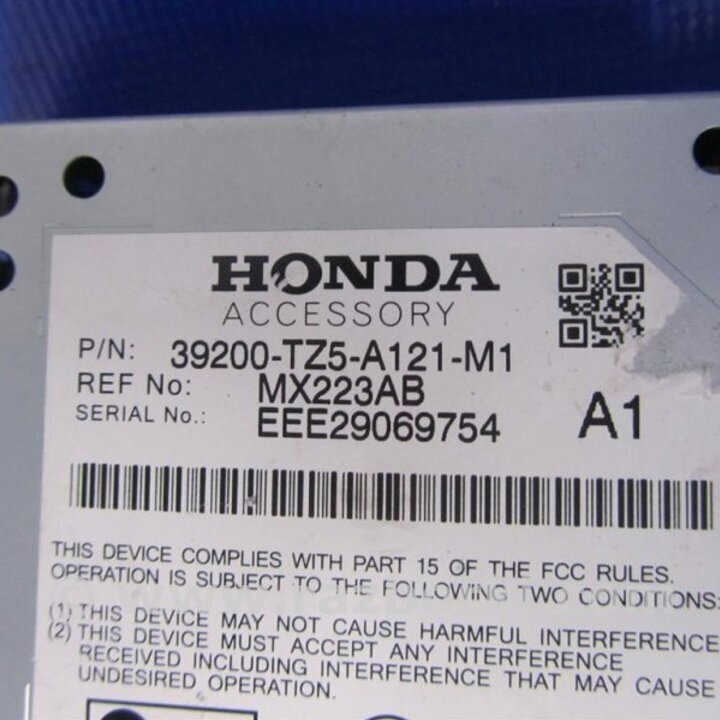 HONDA
ACCESSORY
P/N: 39200-TZ5-A121-M1
REF No: MX223AB
SERIAL No.: EEE29069754
A1
THIS DEVICE COMPLIES WITH PART 15 OF THE FCC RULES.
OPERATION IS SUBJECT TO THE FOLLOWING TWO CONDITIONS:
(1) THIS DEVICE MAY NOT CAUSE HARMFUL INTERFERENCE
(2) THIS DEVICE MUST ACCEPT ANY INTERFERENCE
RECEIVED INCLUDING INTERFERENCE THAT MAY CAUSE
UNDESIRED OPERATION.